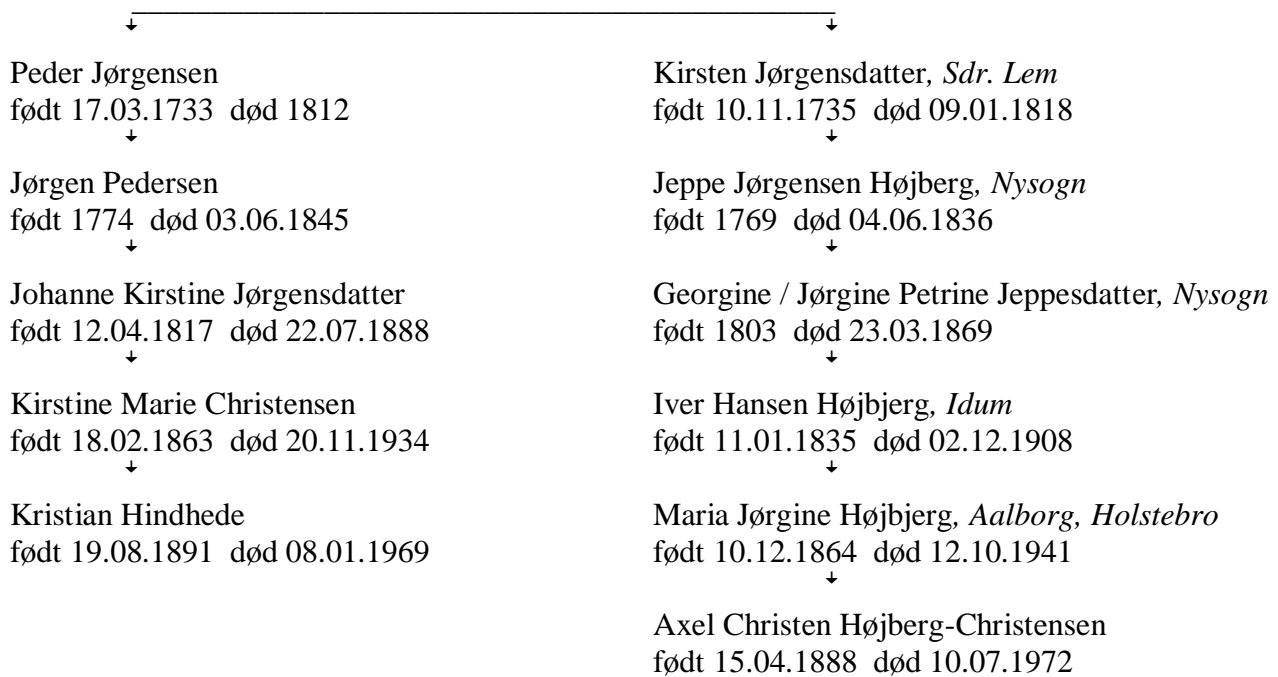 Peder Jørgensen
født 17.03.1733 død 1812
Jørgen Pedersen
født 1774 død 03.06.1845
Johanne Kirstine Jørgensdatter
født 12.04.1817 død 22.07.1888
Kirstine Marie Christensen
født 18.02.1863 død 20.11.1934
Kristian Hindhede
født 19.08.1891 død 08.01.1969
Kirsten Jørgensdatter, Sdr. Lem
født 10.11.1735 død 09.01.1818
Jeppe Jørgensen Højberg, Nysogn
født 1769 død 04.06.1836
Georgine / Jørgine Petrine Jeppesdatter, Nysogn
født 1803 død 23.03.1869
Iver Hansen Højbjerg, Idum
født 11.01.1835 død 02.12.1908
Maria Jørgine Højbjerg, Aalborg, Holstebro
født 10.12.1864 død 12.10.1941
Axel Christen Højberg-Christensen
født 15.04.1888 død 10.07.1972